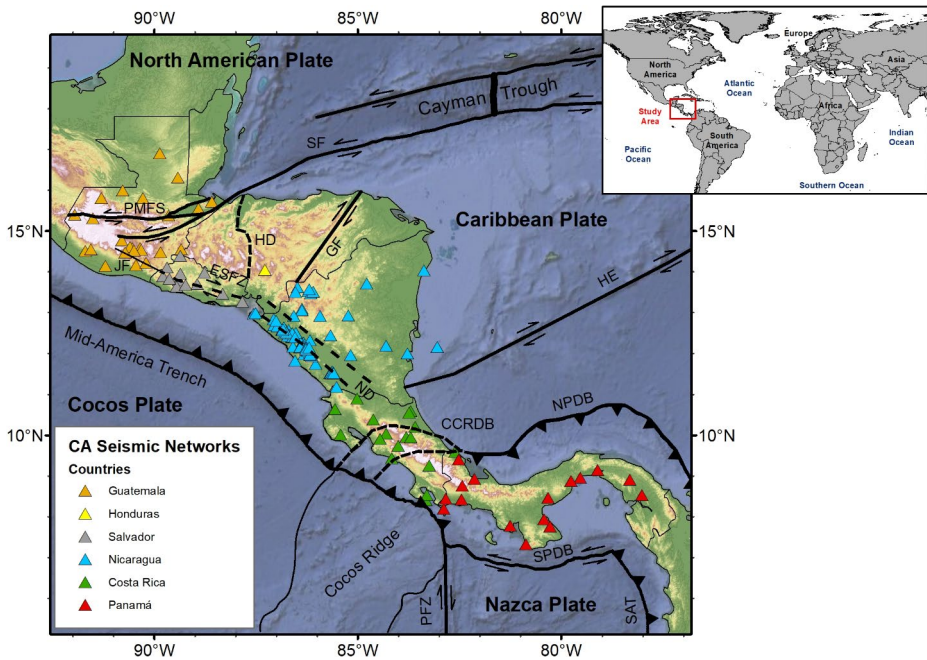 90°W
85°W
80°W
North American Plate
Cayman Trough
SF
PMFS
15°N
15°N
HD
GF
Caribbean Plate
JF
ESF
HE
Mid-America Trench
ND
Cocos Plate
10°N
10°N
CCRDB
NPDB
CA Seismic Networks
Countries
Guatemala
Honduras
Salvador
Nicaragua
Costa Rica
Panamá
Cocos Ridge
SPDB
PFZ
Nazca Plate
SAT
90°W
85°W
80°W
Europe
North
America
Asia
Atlantic
Ocean
Study
Area
Africa
South
America
Indian
Ocean
Pacific
Ocean
Southern Ocean